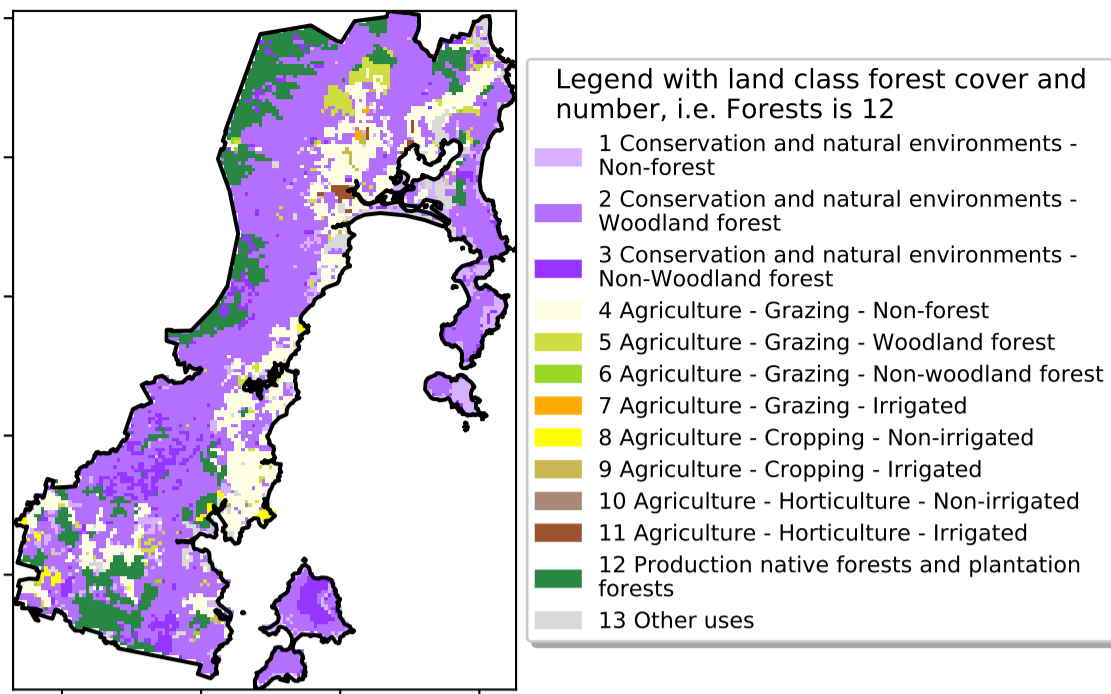 Legend with land class forest cover and
number, i.e. Forests is 12
1 Conservation and natural environments -
Non-forest
2 Conservation and natural environments -
Woodland forest
3 Conservation and natural environments -
Non-Woodland forest
4 Agriculture - Grazing - Non-forest
5 Agriculture - Grazing - Woodland forest
6 Agriculture - Grazing - Non-woodland forest
7 Agriculture - Grazing - Irrigated
8 Agriculture - Cropping - Non-irrigated
9 Agriculture - Cropping - Irrigated
10 Agriculture - Horticulture - Non-irrigated
11 Agriculture - Horticulture - Irrigated
12 Production native forests and plantation
forests
13 Other uses